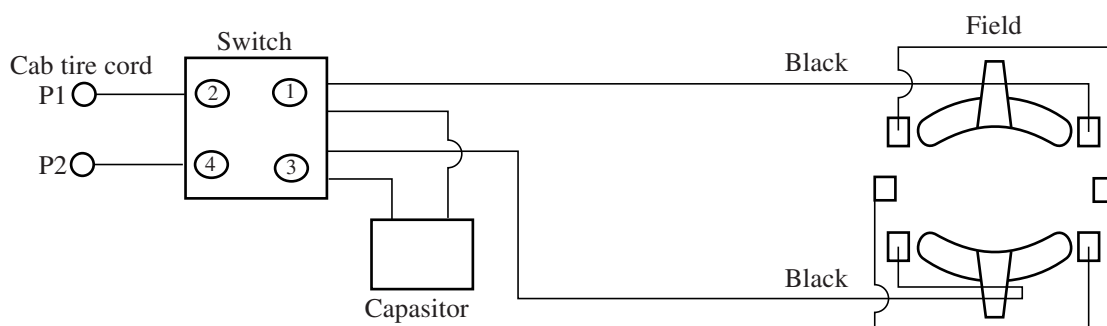 Field
Switch
Black
Cab tire cord
P1
2
1
P2
4
3
Black
Capasitor